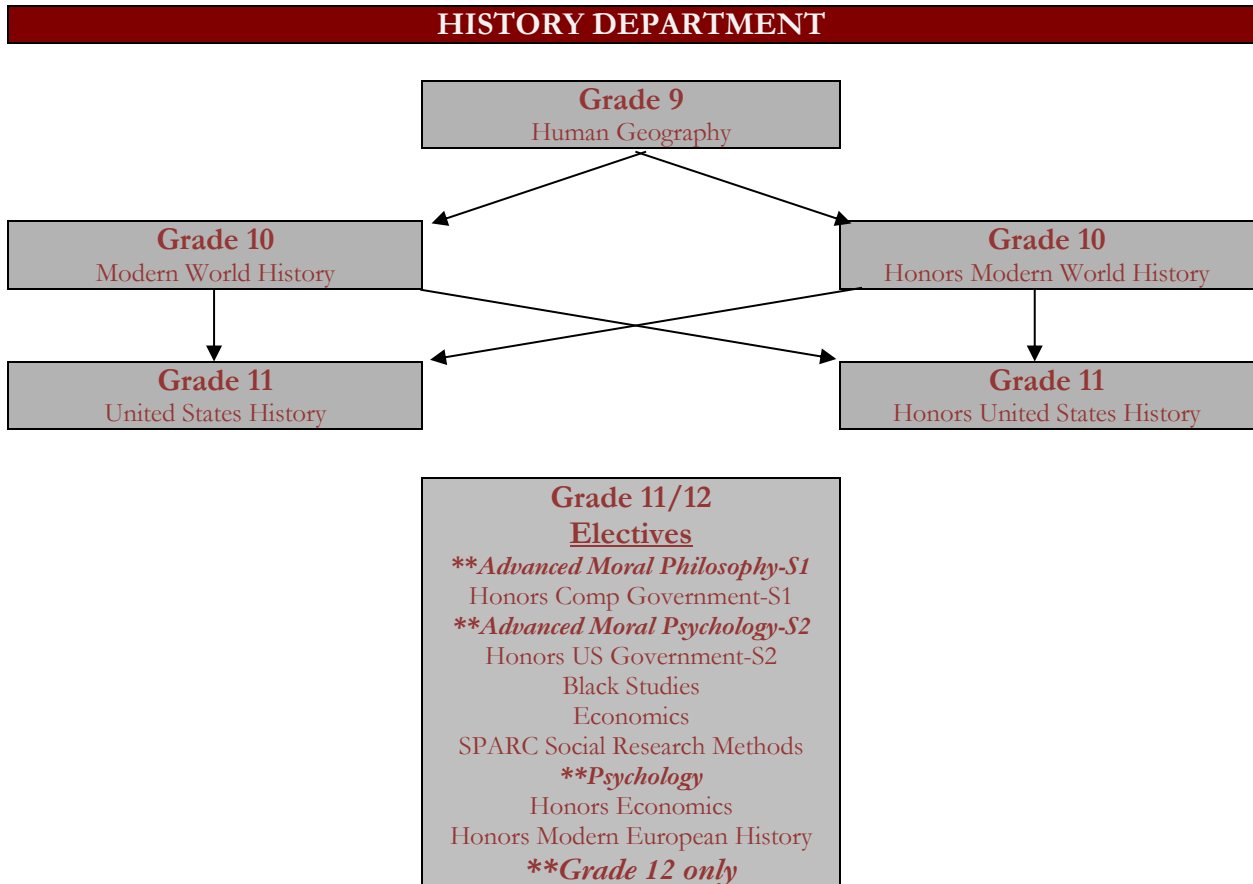 HISTORY DEPARTMENT
Grade 9
Human Geography
Grade 10
Modern World History
Grade 10
Honors Modern World History
Grade 11
United States History
Grade 11
Honors United States History
Grade 11/12
Electives
**Advanced Moral Philosophy-S1
Honors Comp Government-S1
**Advanced Moral Psychology-S2
Honors US Government-S2
Black Studies
Economics
SPARC Social Research Methods
**Psychology
Honors Economics
Honors Modern European History
**Grade 12 only